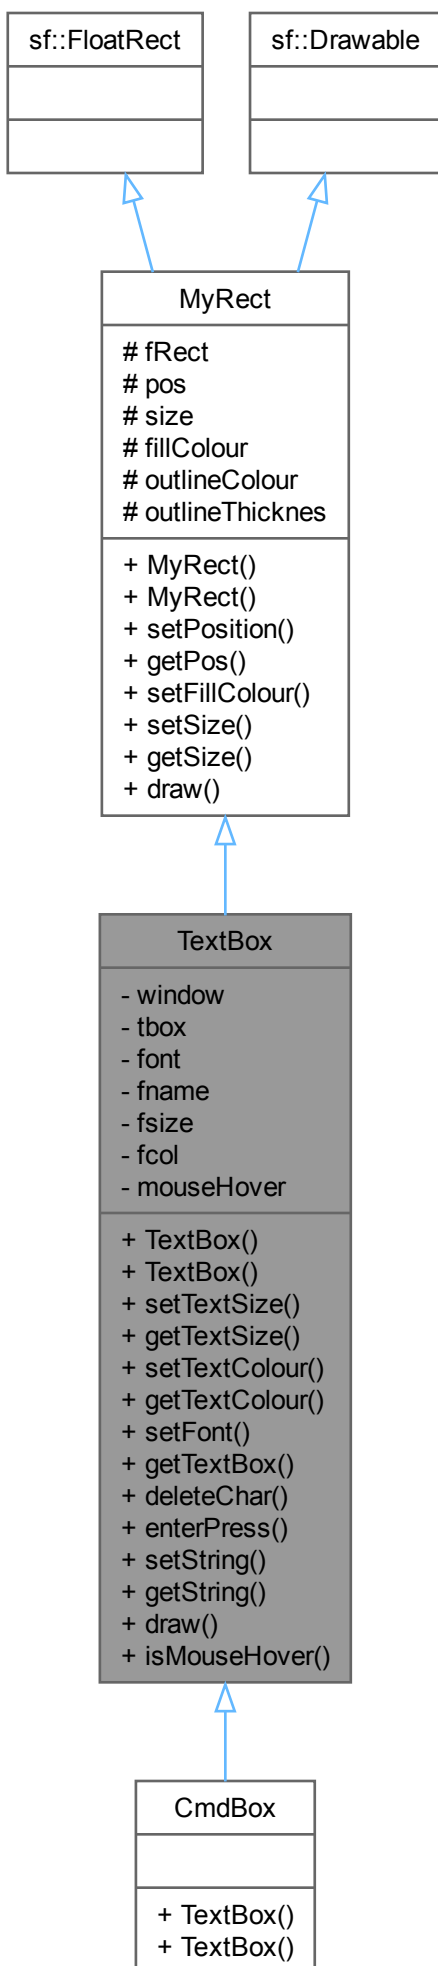 sf::FloatRect
sf::Drawable
MyRect
# fRect
# pos
# size
# fillColour
# outlineColour
# outlineThicknes
+ MyRect()
+ MyRect()
+ setPosition()
+ getPos()
+ setFillColour()
+ setSize()
+ getSize()
+ draw()
TextBox
- window
- tbox
- font
- fname
- fsize
- fcol
- mouseHover
+ TextBox()
+ TextBox()
+ setTextSize()
+ getTextSize()
+ setTextColour()
+ getTextColour()
+ setFont()
+ getTextBox()
+ deleteChar()
+ enterPress()
+ setString()
+ getString()
+ draw()
+ isMouseHover()
CmdBox
+ TextBox()
+ TextBox()